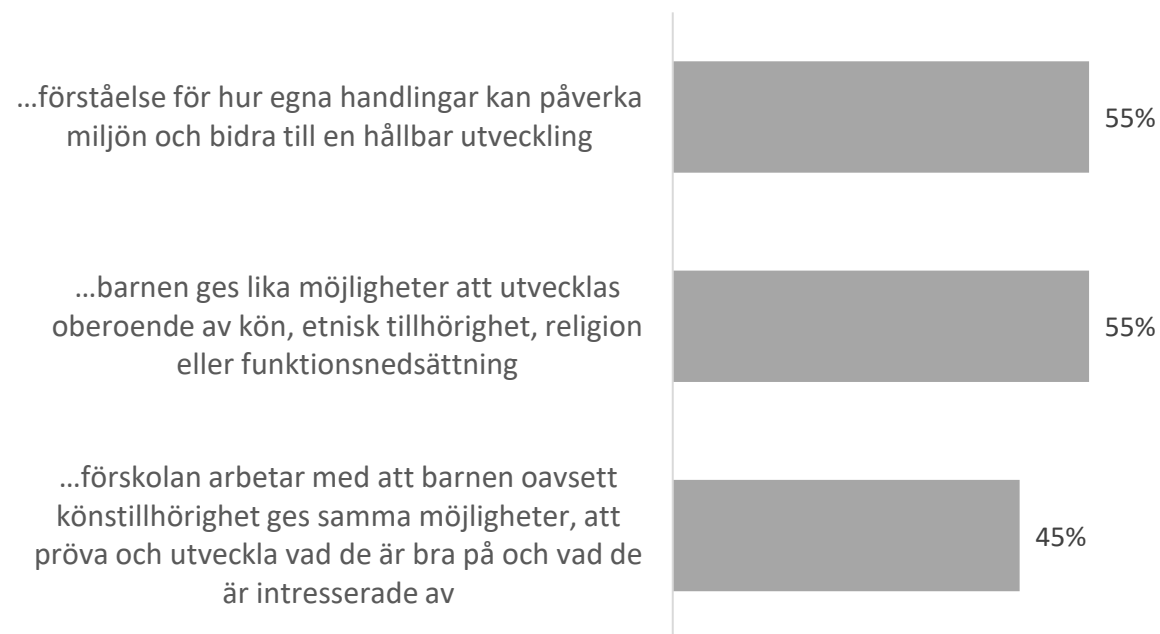 …förståelse för hur egna handlingar kan påverka
miljön och bidra till en hållbar utveckling
55%
…barnen ges lika möjligheter att utvecklas
oberoende av kön, etnisk tillhörighet, religion
eller funktionsnedsättning
55%
…förskolan arbetar med att barnen oavsett
könstillhörighet ges samma möjligheter, att
pröva och utveckla vad de är bra på och vad de
är intresserade av
45%